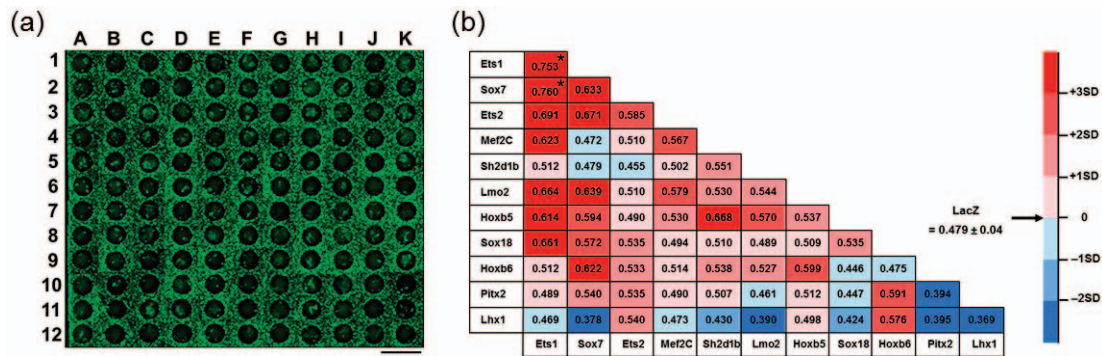 (a)
A B C D E F G H I J K
1
2
3
4
5
6
7
8
9
10
11
12
(b)
Ets1 0.753*
Sox7 0.760* 0.633
Ets2 0.691 0.671 0.585
Mef2C 0.623 0.472 0.510 0.567
Sh2d1b 0.512 0.479 0.455 0.502 0.551
Lmo2 0.664 0.639 0.510 0.579 0.530 0.544
Hoxb5 0.614 0.594 0.490 0.530 0.668 0.570 0.537
Sox18 0.661 0.572 0.535 0.494 0.510 0.489 0.509 0.535
Hoxb6 0.512 0.622 0.533 0.514 0.538 0.527 0.599 0.446 0.475
Pitx2 0.489 0.540 0.535 0.490 0.507 0.461 0.512 0.447 0.591 0.394
Lhx1 0.469 0.378 0.540 0.473 0.430 0.390 0.498 0.424 0.576 0.395 0.369
Ets1 Sox7 Ets2 Mef2C Sh2d1b Lmo2 Hoxb5 Sox18 Hoxb6 Pitx2 Lhx1
LacZ
= 0.479 ± 0.04
+3SD
+2SD
+1SD
0
−1SD
−2SD